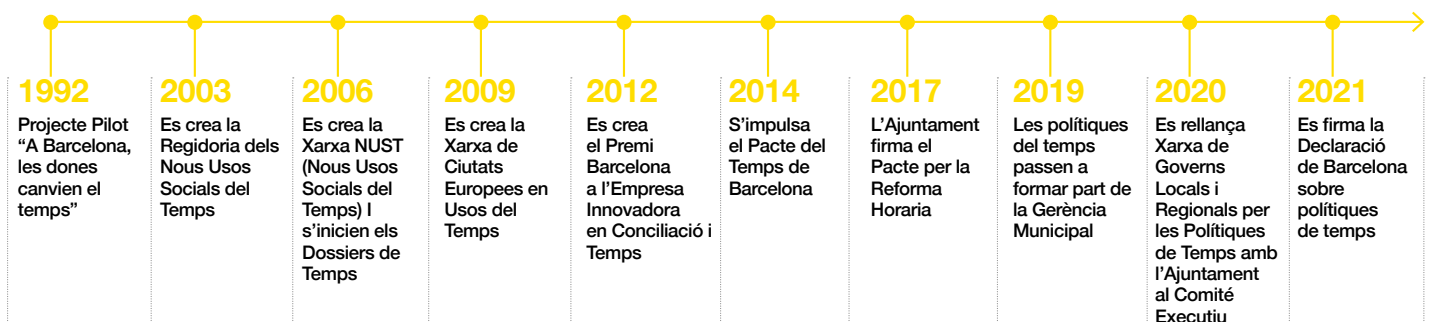 1992
Projecte Pilot
“A Barcelona,
les dones
canvien el
temps”
2003
Es crea la
Regidoria dels
Nous Usos
Socials del
Temps
2006
Es crea la
Xarxa NUST
(Nous Usos
Socials del
Temps) I
s’inicien els
Dossiers de
Temps
2009
Es crea la
Xarxa de
Ciutats
Europees en
Usos del
Temps
2012
Es crea
el Premi
Barcelona
a l’Empresa
Innovadora
en Conciliació i
Temps
2014
S’impulsa
el Pacte del
Temps de
Barcelona
2017
L’Ajuntament
firma el
Pacte per la
Reforma
Horaria
2019
Les polítiques
del temps
passen a
formar part de
la Gerència
Municipal
2020
Es rellança
Xarxa de
Governs
Locals i
Regionals per
les Polítiques
de Temps amb
l’Ajuntament
al Comité
Executiu
2021
Es firma la
Declaració
de Barcelona
sobre
polítiques
de temps